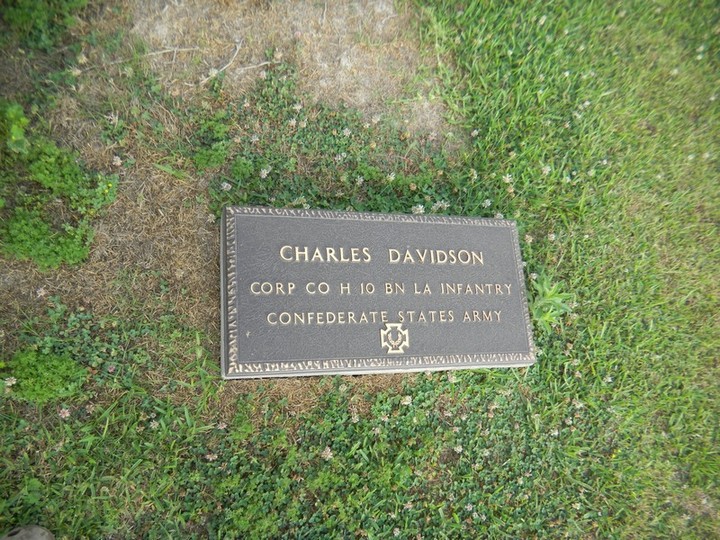 CHARLES DAVIDSON
CORP CO H 10 BN LA INFANTRY
CONFEDERATE STATES ARMY